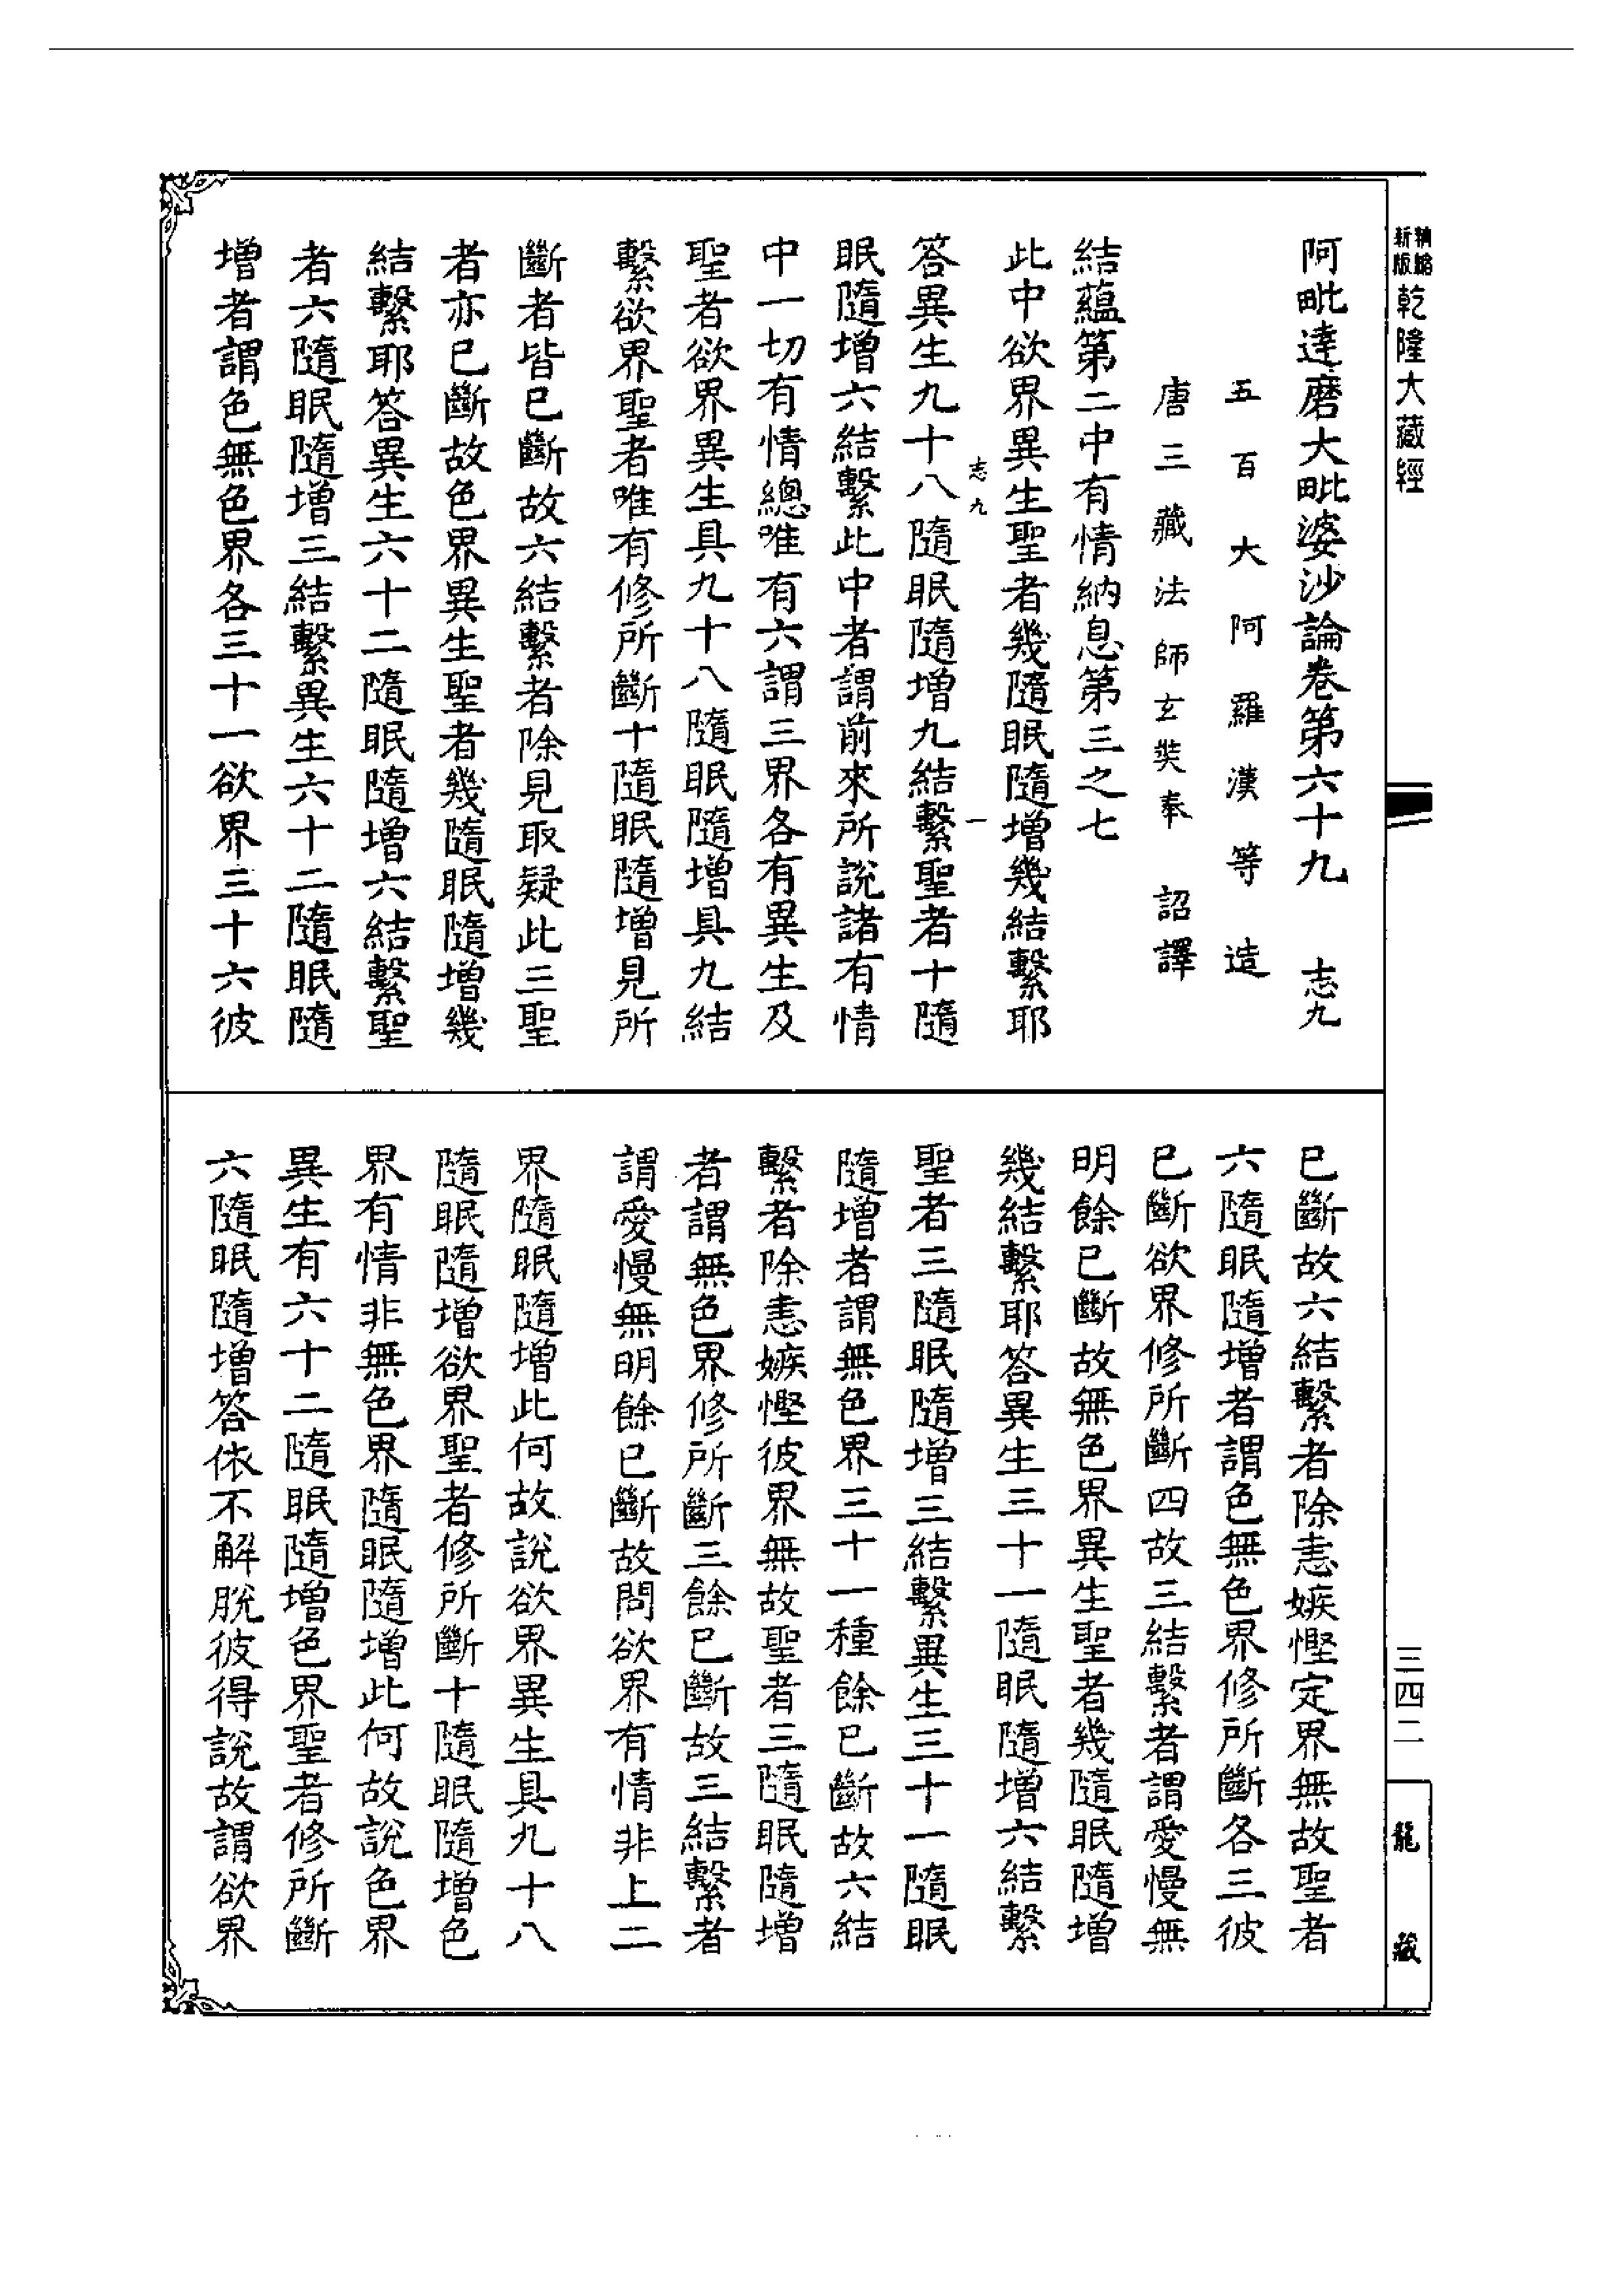 精縮新版乾隆大藏經
三四二
龍藏
阿毗達磨大毗婆沙論卷第六十九 志九
五百大阿羅漢等造
唐三藏法師玄奘奉 詔譯
結蘊第二中有情納息第三之七
此中欲界異生聖者幾隨眠隨增幾結繫耶
志九 一
答異生九十八隨眠隨增九結繫聖者十隨
眠隨增六結繫此中者謂前來所說諸有情
中一切有情總唯有六謂三界各有異生及
聖者欲界異生具九十八隨眠隨增具九結
繫欲界聖者唯有修所斷十隨眠隨增見所
斷者皆已斷故六結繫者除見取疑此三聖
者亦已斷故色界異生聖者幾隨眠隨增幾
結繫耶答異生六十二隨眠隨增六結繫聖
者六隨眠隨增三結繫異生六十二隨眠隨
增者謂色無色界各三十一欲界三十六彼
已斷故六結繫者除恚嫉慳定界無故聖者
六隨眠隨增者謂色無色界修所斷各三彼
已斷欲界修所斷四故三結繫者謂愛慢無
明餘已斷故無色界異生聖者幾隨眠隨增
幾結繫耶答異生三十一隨眠隨增六結繫
聖者三隨眠隨增三結繫異生三十一隨眠
隨增者謂無色界三十一種餘已斷故六結
繫者除恚嫉慳彼界無故聖者三隨眠隨增
者謂無色界修所斷三餘已斷故三結繫者
謂愛慢無明餘已斷故問欲界有情非上二
界隨眠隨增此何故說欲界異生具九十八
隨眠隨增欲界聖者修所斷十隨眠隨增色
界有情非無色界隨眠隨增此何故說色界
異生有六十二隨眠隨增色界聖者修所斷
六隨眠隨增答依不解脫彼得說故謂欲界